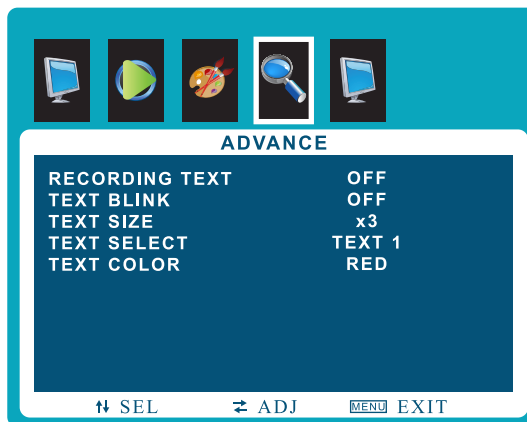 ADVANCE
RECORDING TEXT OFF
TEXT BLINK OFF
TEXT SIZE x3
TEXT SELECT TEXT 1
TEXT COLOR RED
SEL ADJ MENU EXIT